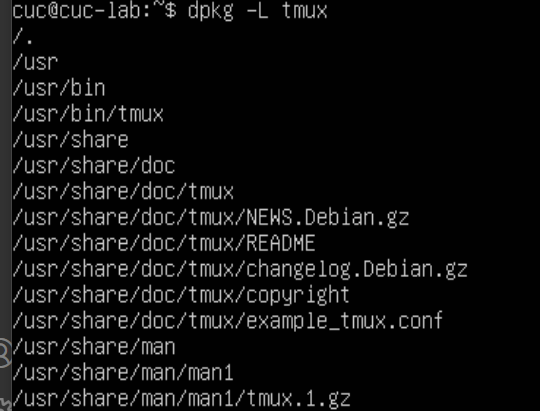 cuc@cuc-lab:~$ dpkg -L tmux
/.
/usr
/usr/bin
/usr/bin/tmux
/usr/share
/usr/share/doc
/usr/share/doc/tmux
/usr/share/doc/tmux/NEWS.Debian.gz
/usr/share/doc/tmux/README
/usr/share/doc/tmux/changelog.Debian.gz
/usr/share/doc/tmux/copyright
/usr/share/doc/tmux/example_tmux.conf
/usr/share/man
/usr/share/man/man1
/usr/share/man/man1/tmux.1.gz